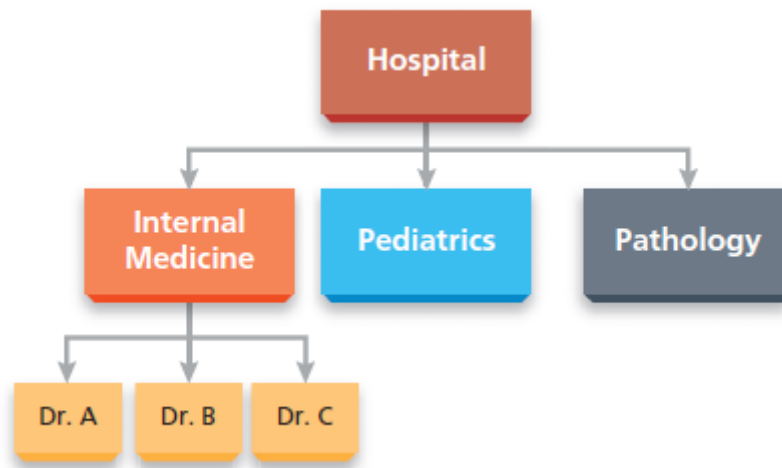 Hospital
Internal
Medicine
Pediatrics
Pathology
Dr. A
Dr. B
Dr. C